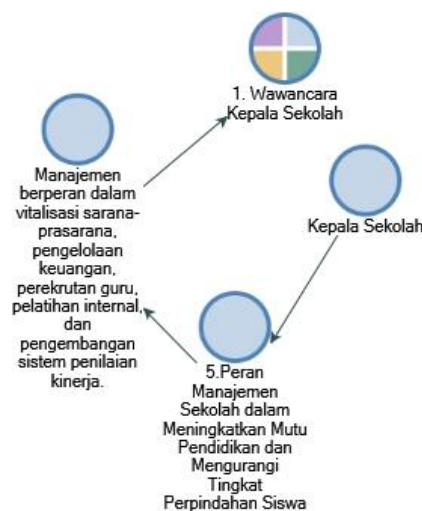 1. Wawancara
Kepala Sekolah
Manajemen
berperan dalam
vitalisasi sarana-
prasarana,
pengelolaan
keuangan,
perekrutan guru,
pelatihan internal,
dan
pengembangan
sistem penilaian
kinerja.
Kepala Sekolah
5.Peran
Manajemen
Sekolah dalam
Meningkatkan Mutu
Pendidikan dan
Mengurangi
Tingkat
Perpindahan Siswa